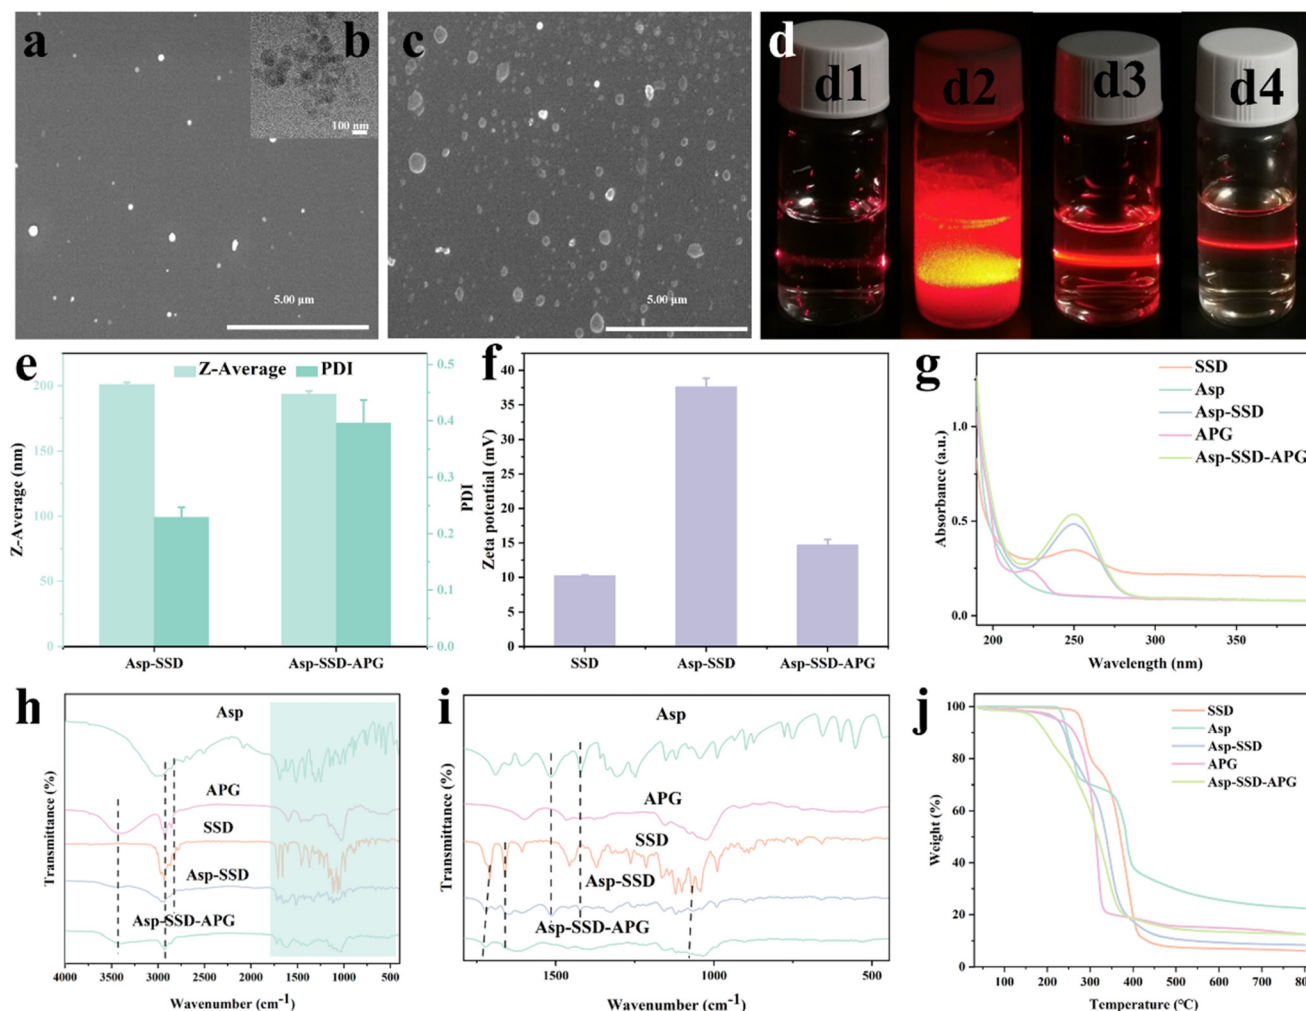 a
b
100 nm
5.00 μm
c
5.00 μm
d
d1
d2
d3
d4
e
Z-Average
PDI
200
150
100
50
0
Z-Average (nm)
0.5
0.4
0.3
0.2
0.1
0.0
PDI
Asp-SSD
Asp-SSD-APG
f
40
35
30
25
20
15
10
5
0
Zeta potential (mV)
SSD
Asp-SSD
Asp-SSD-APG
g
SSD
Asp
Asp-SSD
APG
Asp-SSD-APG
1.0
0.5
0.0
Absorbance (a.u.)
200
250
300
350
Wavelength (nm)
h
Asp
APG
SSD
Asp-SSD
Asp-SSD-APG
Transmittance (%)
4000 3500 3000 2500 2000 1500 1000 500
Wavenumber (cm-1)
i
Asp
APG
SSD
Asp-SSD
Asp-SSD-APG
Transmittance (%)
1500
1000
500
Wavenumber (cm-1)
j
SSD
Asp
Asp-SSD
APG
Asp-SSD-APG
100
80
60
40
20
0
Weight (%)
100 200 300 400 500 600 700 800
Temperature (°C)